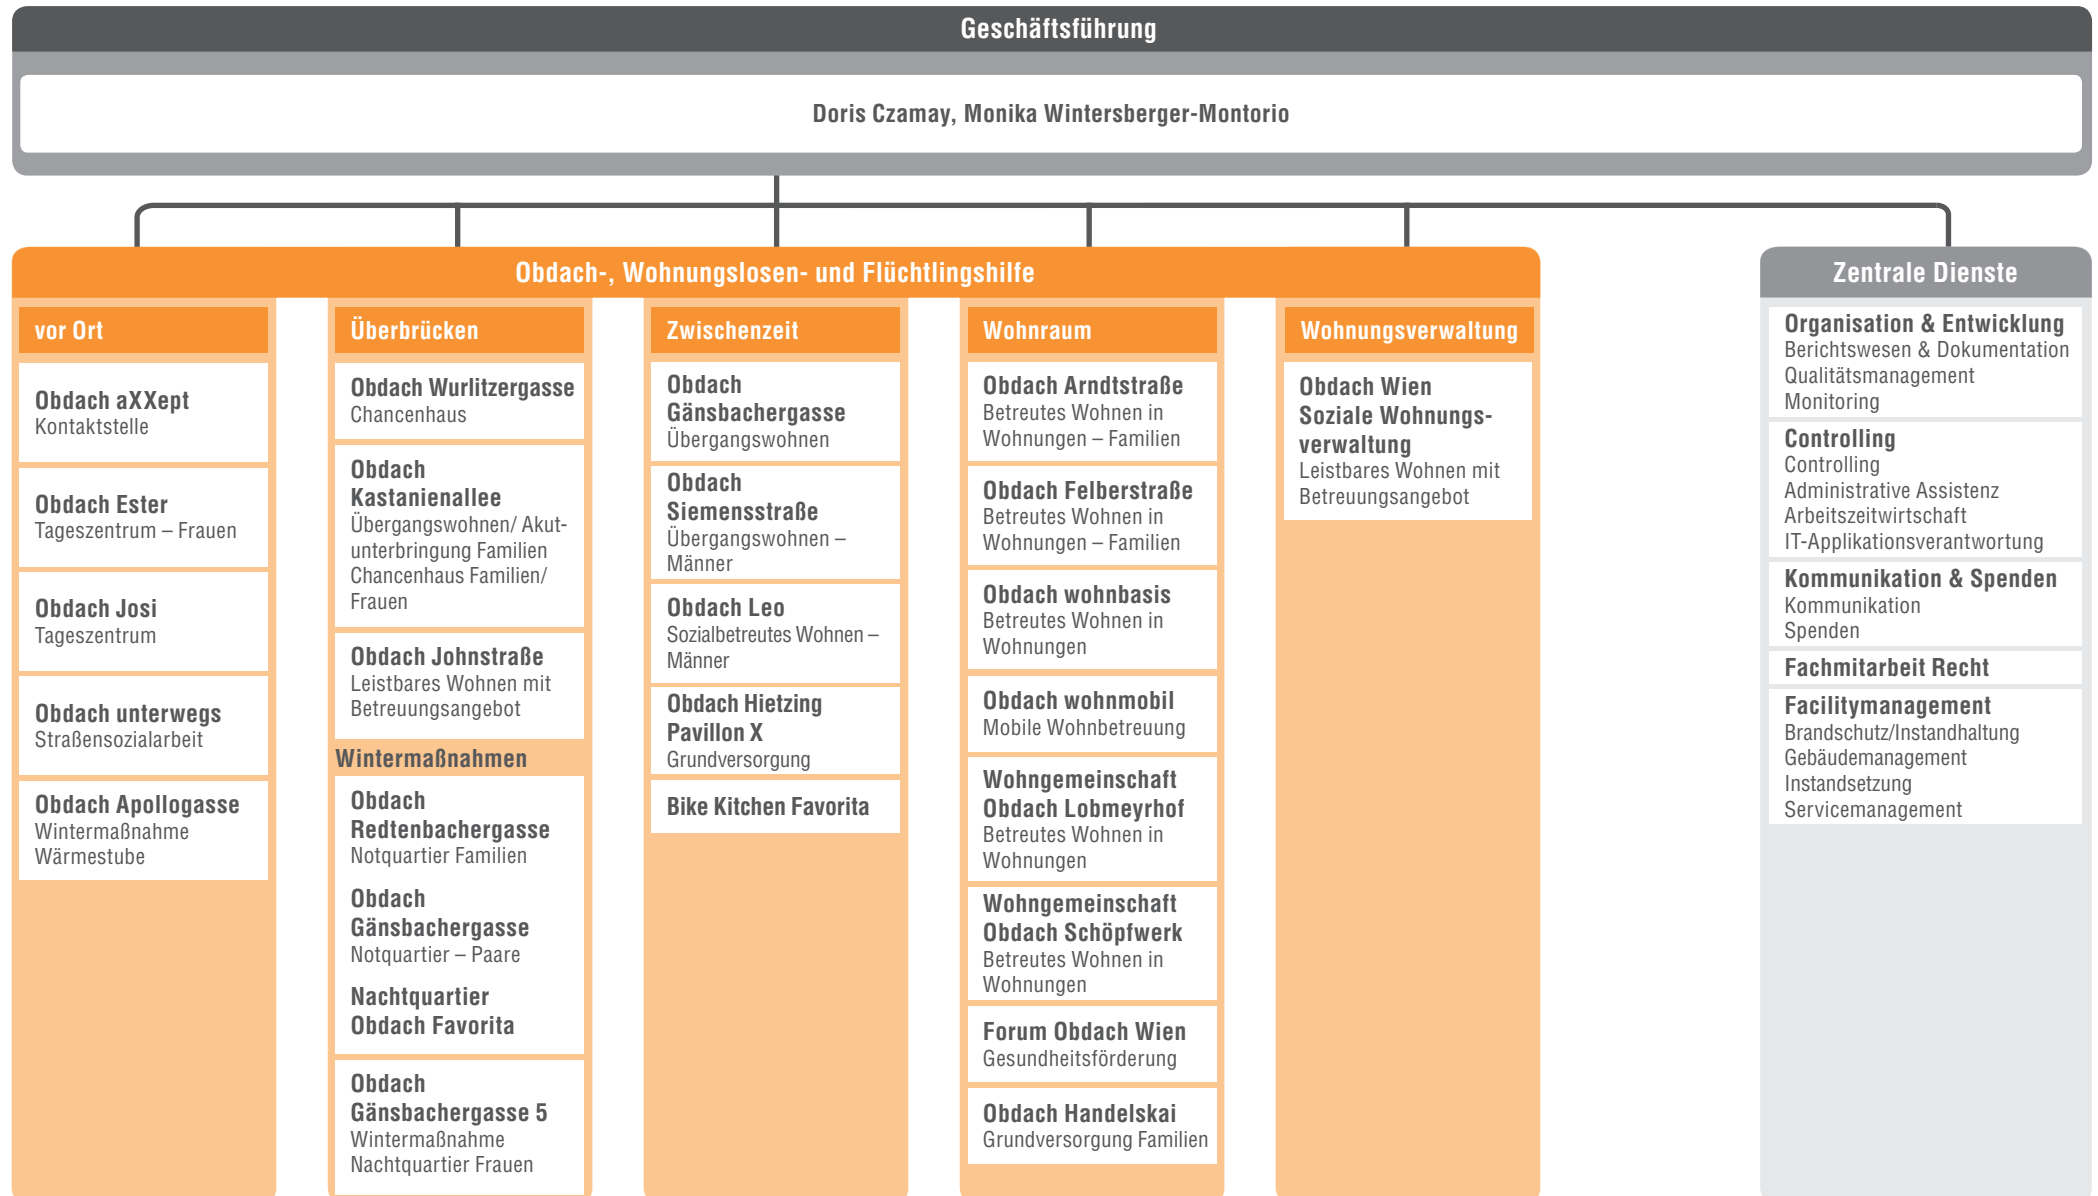 Geschäftsführung
Doris Czamay, Monika Wintersberger-Montorio
Obdach-, Wohnungslosen- und Flüchtlingshilfe
vor Ort
Obdach aXXept
Kontaktstelle
Obdach Ester
Tageszentrum – Frauen
Obdach Josi
Tageszentrum
Obdach unterwegs
Straßensozialarbeit
Obdach Apollogasse
Wintermaßnahme
Wärmestube
Überbrücken
Obdach Wurlitzergasse
Chancenhaus
Obdach
Kastanienallee
Übergangswohnen/ Akut-
unterbringung Familien
Chancenhaus Familien/
Frauen
Obdach Johnstraße
Leistbares Wohnen mit
Betreuungsangebot
Wintermaßnahmen
Obdach
Redtenbachergasse
Notquartier Familien
Obdach
Gänsbachergasse
Notquartier – Paare
Nachtquartier
Obdach Favorita
Obdach
Gänsbachergasse 5
Wintermaßnahme
Nachtquartier Frauen
Zwischenzeit
Obdach
Gänsbachergasse
Übergangswohnen
Obdach
Siemensstraße
Übergangswohnen –
Männer
Obdach Leo
Sozialbetreutes Wohnen –
Männer
Obdach Hietzing
Pavillon X
Grundversorgung
Bike Kitchen Favorita
Wohnraum
Obdach Arndtstraße
Betreutes Wohnen in
Wohnungen – Familien
Obdach Felberstraße
Betreutes Wohnen in
Wohnungen – Familien
Obdach wohnbasis
Betreutes Wohnen in
Wohnungen
Obdach wohnmobil
Mobile Wohnbetreuung
Wohngemeinschaft
Obdach Lobmeyrhof
Betreutes Wohnen in
Wohnungen
Wohngemeinschaft
Obdach Schöpfwerk
Betreutes Wohnen in
Wohnungen
Forum Obdach Wien
Gesundheitsförderung
Obdach Handelskai
Grundversorgung Familien
Wohnungsverwaltung
Obdach Wien
Soziale Wohnungs-
verwaltung
Leistbares Wohnen mit
Betreuungsangebot
Zentrale Dienste
Organisation & Entwicklung
Berichtswesen & Dokumentation
Qualitätsmanagement
Monitoring
Controlling
Controlling
Administrative Assistenz
Arbeitszeitwirtschaft
IT-Applikationsverantwortung
Kommunikation & Spenden
Kommunikation
Spenden
Fachmitarbeit Recht
Facilitymanagement
Brandschutz/Instandhaltung
Gebäudemanagement
Instandsetzung
Servicemanagement